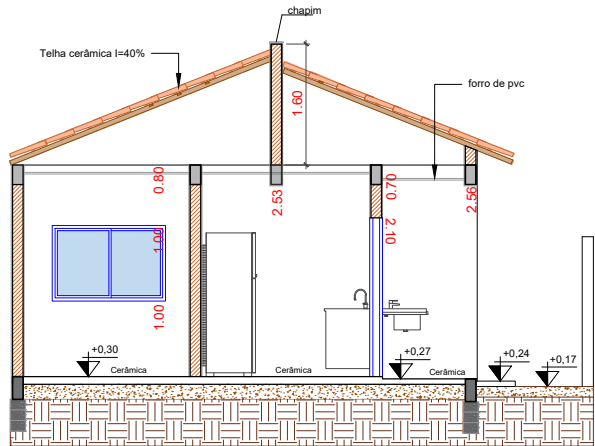 chapim
Telha cerâmica I=40%
forro de pvc
1.60
0.80
2.53
0.70
2.56
1.00
2.10
1.00
+0,30
+0,27
+0,24
+0,17
Cerâmica
Cerâmica
Cerâmica